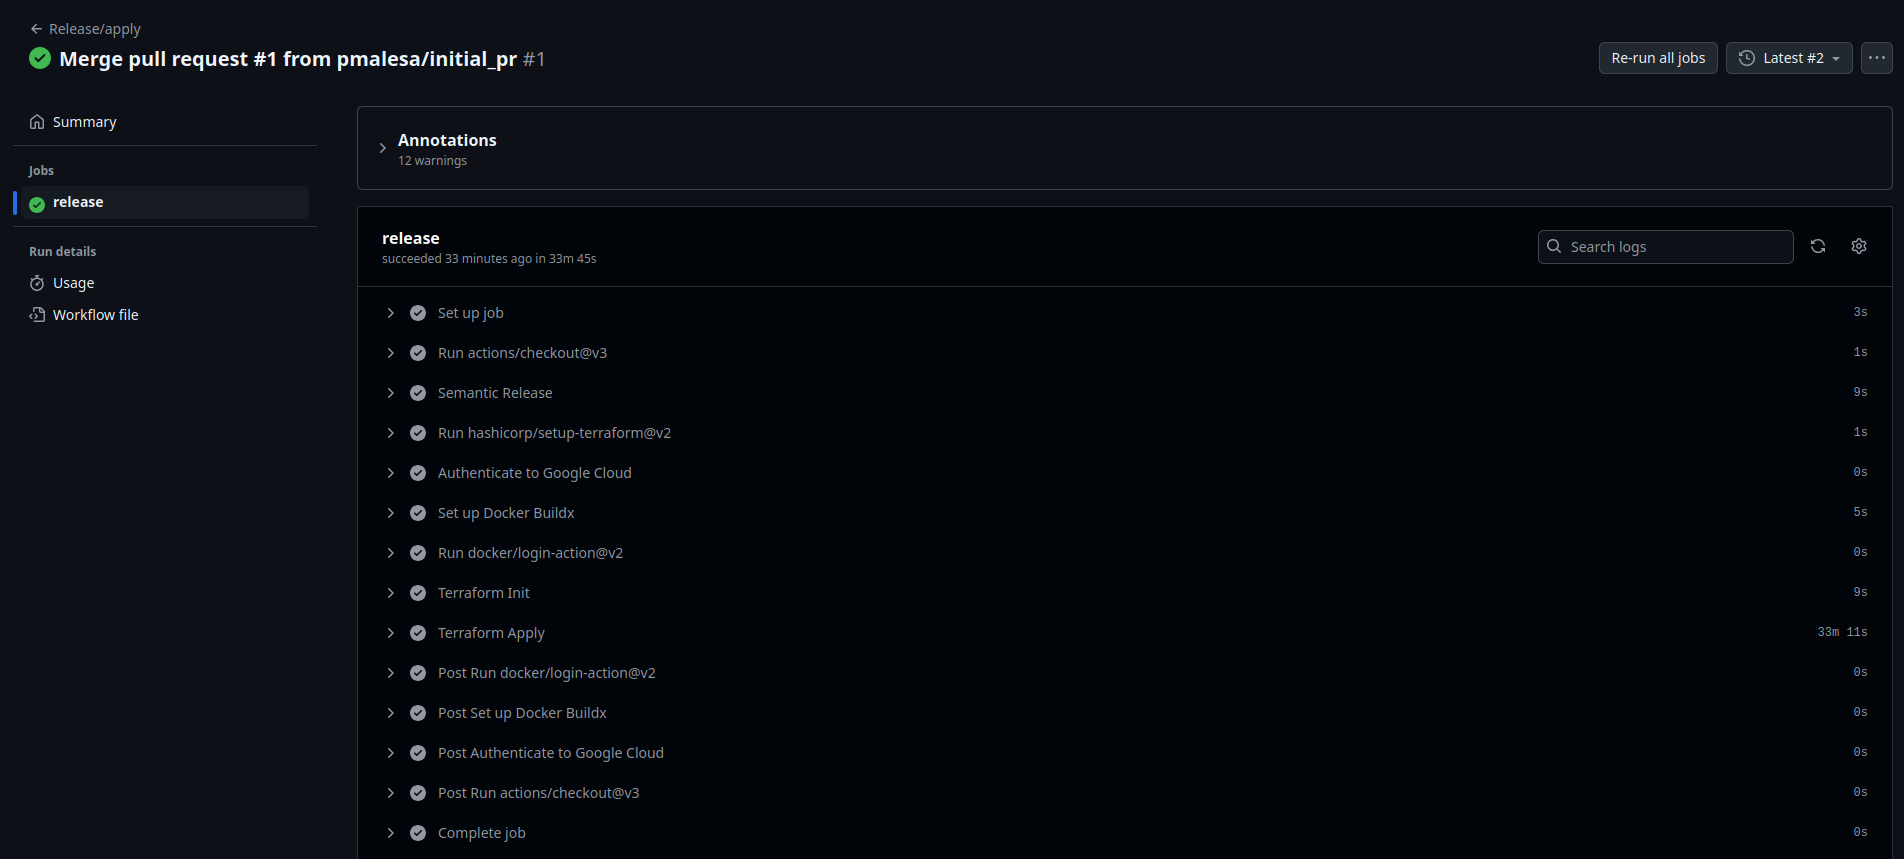 Release/apply
Merge pull request #1 from pmalesa/initial_pr #1
Re-run all jobs
Latest #2
Summary
Jobs
release
Run details
Usage
Workflow file
Annotations
12 warnings
release
succeeded 33 minutes ago in 33m 45s
Search logs
Set up job 3s
Run actions/checkout@v3 1s
Semantic Release 9s
Run hashicorp/setup-terraform@v2 1s
Authenticate to Google Cloud 0s
Set up Docker Buildx 5s
Run docker/login-action@v2 0s
Terraform Init 9s
Terraform Apply 33m 11s
Post Run docker/login-action@v2 0s
Post Set up Docker Buildx 0s
Post Authenticate to Google Cloud 0s
Post Run actions/checkout@v3 0s
Complete job 0s